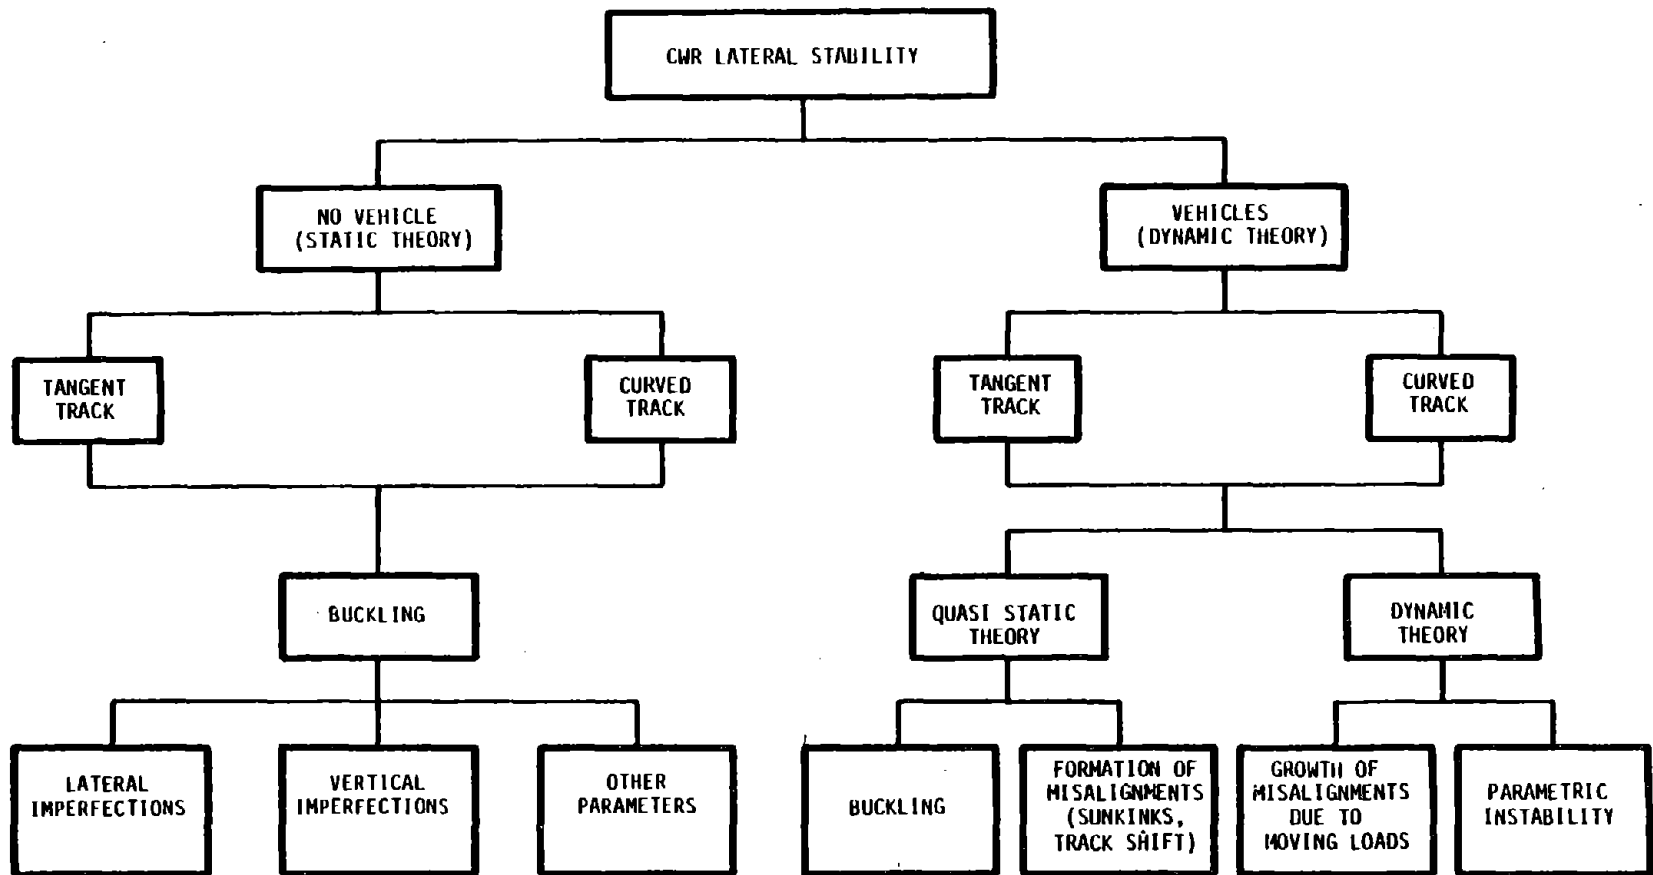 CWR LATERAL STABILITY
NO VEHICLE
(STATIC THEORY)
VEHICLES
(DYNAMIC THEORY)
TANGENT
TRACK
CURVED
TRACK
TANGENT
TRACK
CURVED
TRACK
BUCKLING
QUASI STATIC
THEORY
DYNAMIC
THEORY
LATERAL
IMPERFECTIONS
VERTICAL
IMPERFECTIONS
OTHER
PARAMETERS
BUCKLING
FORMATION OF
MISALIGNMENTS
(SUNKINKS,
TRACK SHIFT)
GROWTH OF
MISALIGNMENTS
DUE TO
MOVING LOADS
PARAMETRIC
INSTABILITY